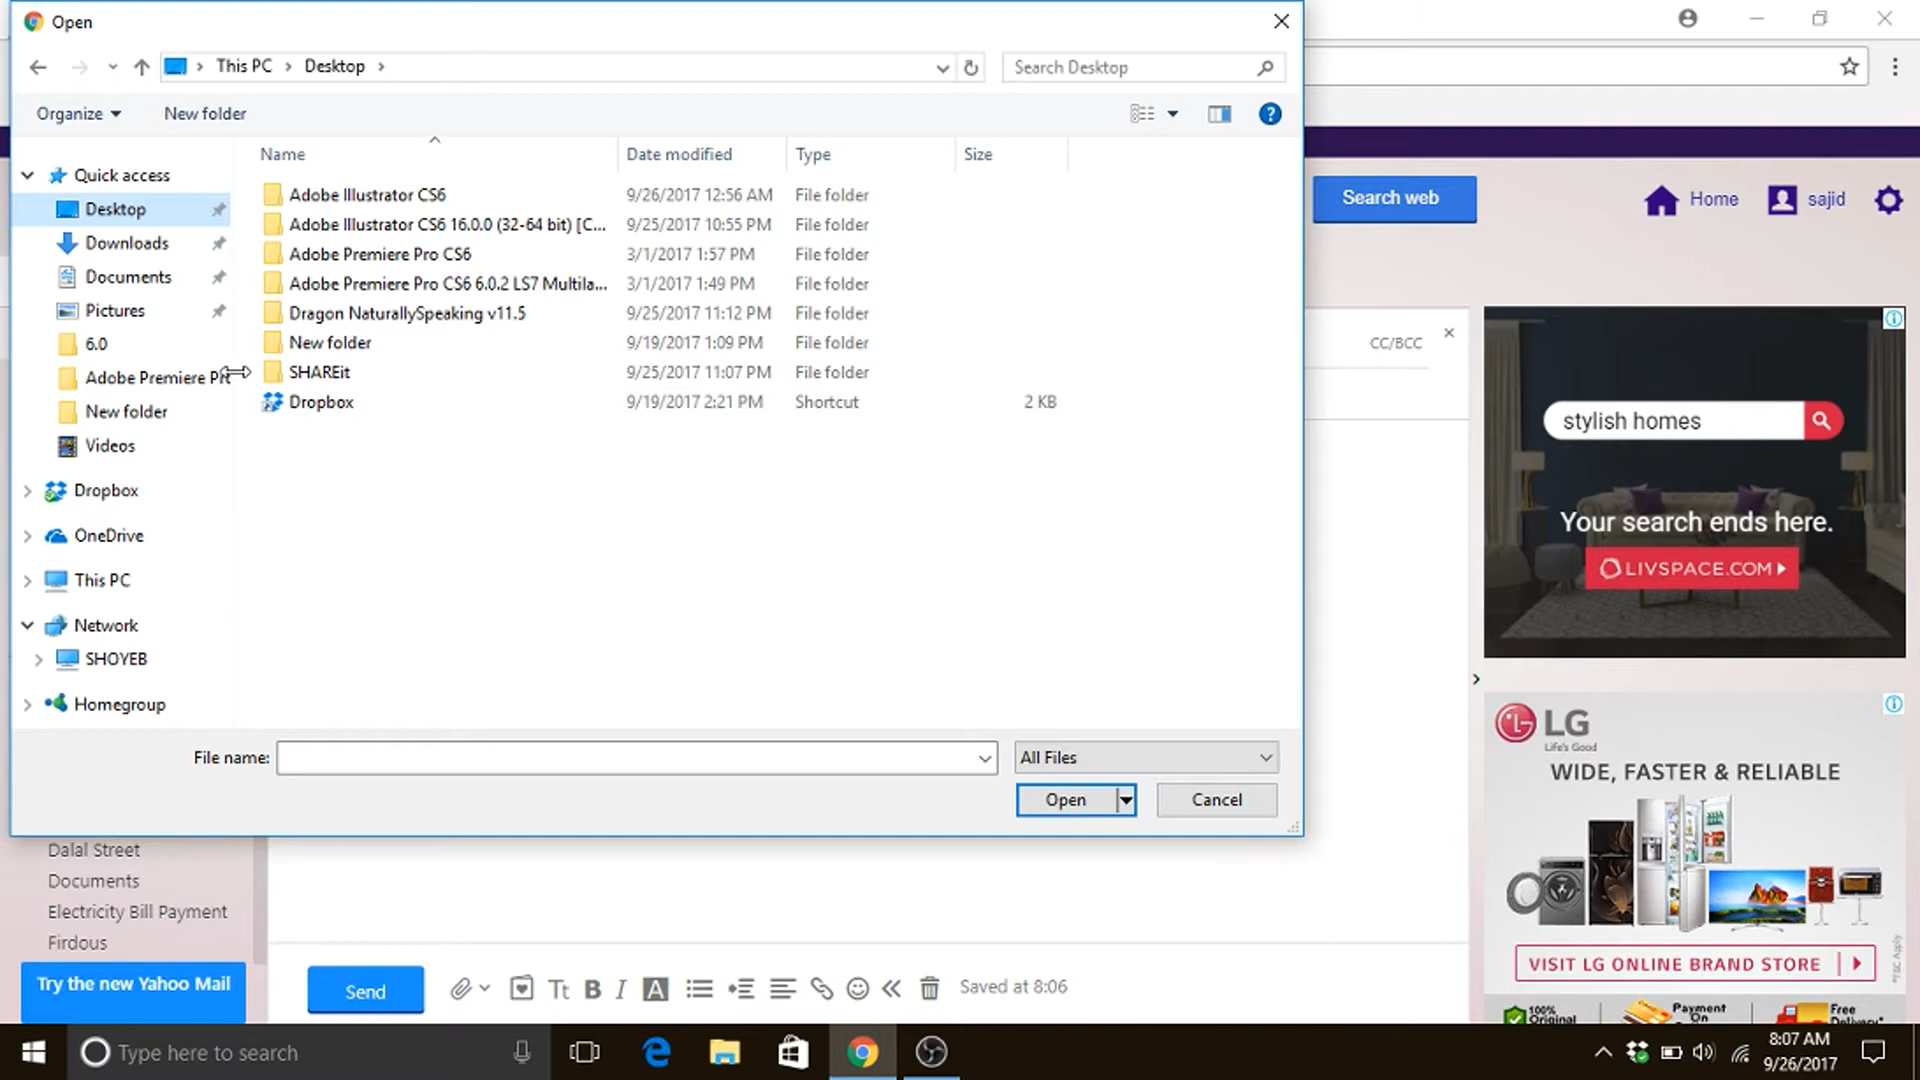 Open
This PC > Desktop >
Search Desktop
Organize
New folder
Name
Date modified
Type
Size
Quick access
Desktop
Downloads
Documents
Pictures
6.0
New folder
Videos
Dropbox
OneDrive
This PC
Network
SHOYEB
Homegroup
Adobe Illustrator CS6 9/26/2017 12:56 AM File folder
Adobe Illustrator CS6 16.0.0 (32-64 bit) [C... 9/25/2017 10:55 PM File folder
Adobe Premiere Pro CS6 3/1/2017 1:57 PM File folder
Adobe Premiere Pro CS6 6.0.2 LS7 Multila... 3/1/2017 1:49 PM File folder
Dragon NaturallySpeaking v11.5 9/25/2017 11:12 PM File folder
New folder 9/19/2017 1:09 PM File folder
SHAREit 9/25/2017 11:07 PM File folder
Dropbox 9/19/2017 2:21 PM Shortcut 2 KB
Adobe Premiere
File name:
All Files
Open
Cancel
Search web
Home
sajid
CC/BCC
stylish homes
Your search ends here.
LIVSPACE.COM
LG
Life's Good
WIDE, FASTER & RELIABLE
VISIT LG ONLINE BRAND STORE
*T&C Apply
100%
Original
Payment
On
Free
Delivery*
Dalal Street
Documents
Electricity Bill Payment
Firdous
Try the new Yahoo Mail
Send
Saved at 8:06
Type here to search
8:07 AM
9/26/2017